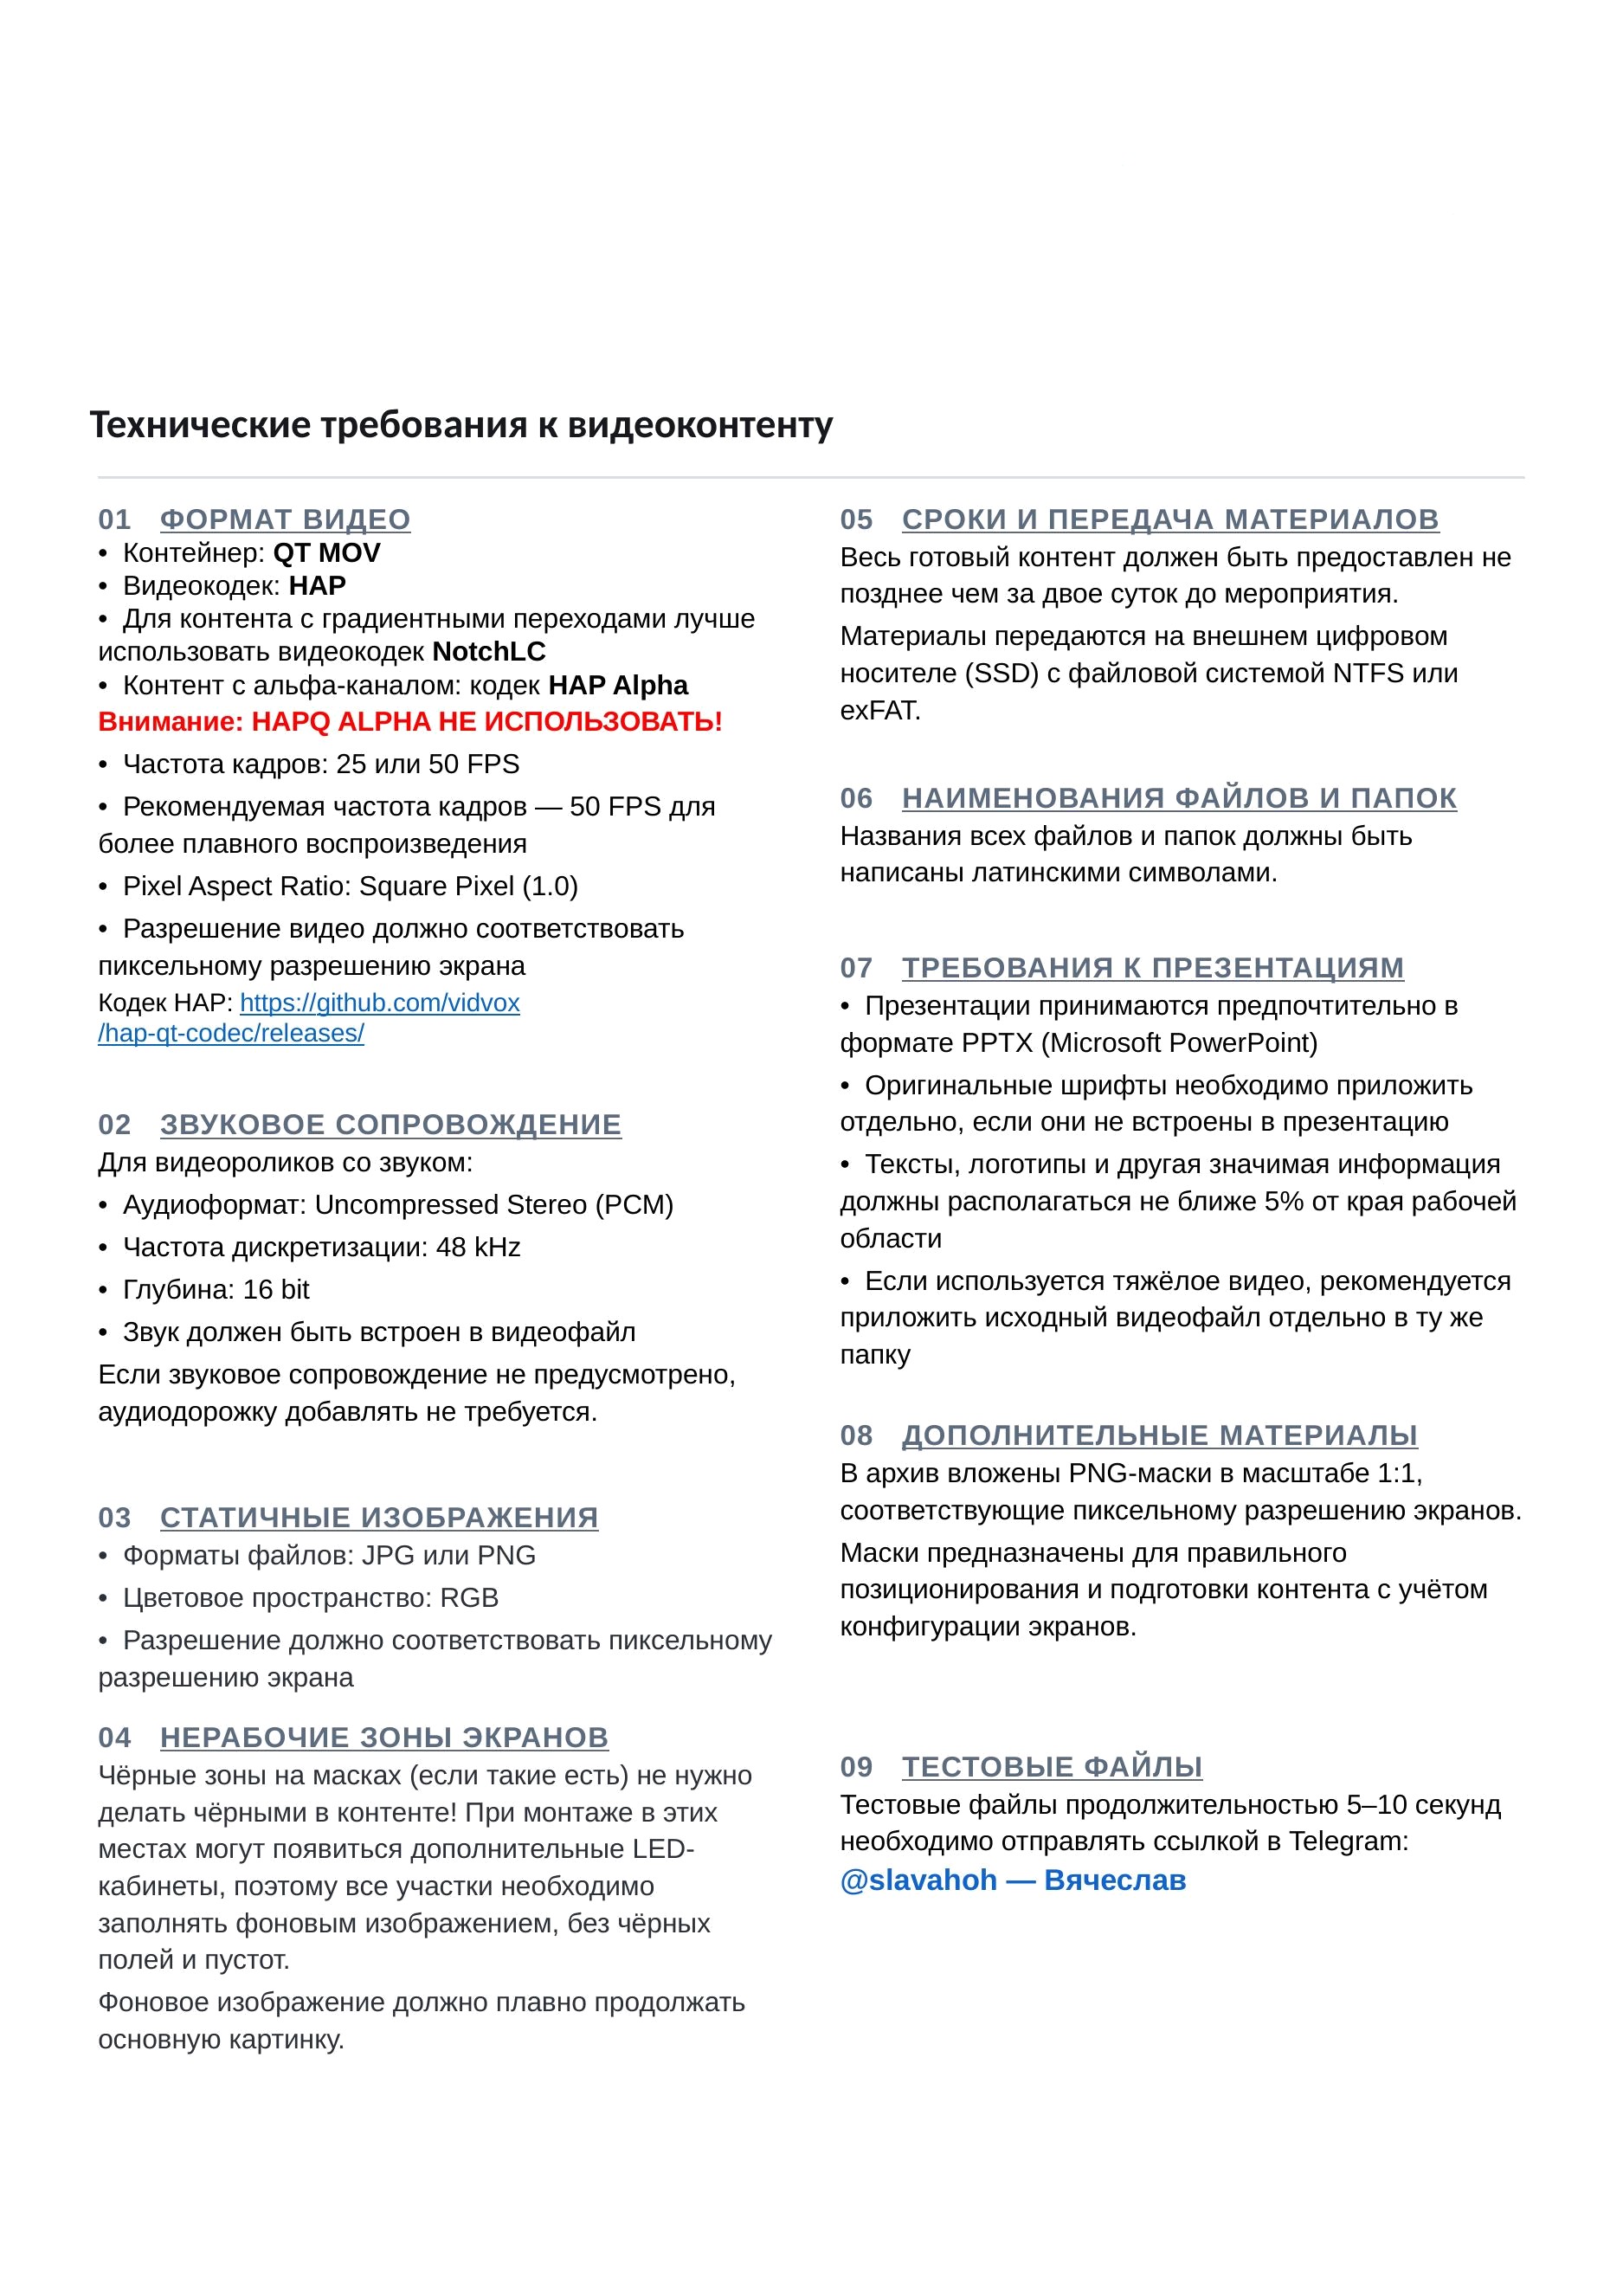 Технические требования к видеоконтенту
01 ФОРМАТ ВИДЕО
• Контейнер: QT MOV
• Видеокодек: HAP
• Для контента с градиентными переходами лучше
использовать видеокодек NotchLC
• Контент с альфа-каналом: кодек HAP Alpha
Внимание: HAPQ ALPHA НЕ ИСПОЛЬЗОВАТЬ!
• Частота кадров: 25 или 50 FPS
• Рекомендуемая частота кадров — 50 FPS для
более плавного воспроизведения
• Pixel Aspect Ratio: Square Pixel (1.0)
• Разрешение видео должно соответствовать
пиксельному разрешению экрана
Кодек HAP: https://github.com/vidvox
/hap-qt-codec/releases/
02 ЗВУКОВОЕ СОПРОВОЖДЕНИЕ
Для видеороликов со звуком:
• Аудиоформат: Uncompressed Stereo (PCM)
• Частота дискретизации: 48 kHz
• Глубина: 16 bit
• Звук должен быть встроен в видеофайл
Если звуковое сопровождение не предусмотрено,
аудиодорожку добавлять не требуется.
03 СТАТИЧНЫЕ ИЗОБРАЖЕНИЯ
• Форматы файлов: JPG или PNG
• Цветовое пространство: RGB
• Разрешение должно соответствовать пиксельному
разрешению экрана
04 НЕРАБОЧИЕ ЗОНЫ ЭКРАНОВ
Чёрные зоны на масках (если такие есть) не нужно
делать чёрными в контенте! При монтаже в этих
местах могут появиться дополнительные LED-
кабинеты, поэтому все участки необходимо
заполнять фоновым изображением, без чёрных
полей и пустот.
Фоновое изображение должно плавно продолжать
основную картинку.
05 СРОКИ И ПЕРЕДАЧА МАТЕРИАЛОВ
Весь готовый контент должен быть предоставлен не
позднее чем за двое суток до мероприятия.
Материалы передаются на внешнем цифровом
носителе (SSD) с файловой системой NTFS или
exFAT.
06 НАИМЕНОВАНИЯ ФАЙЛОВ И ПАПОК
Названия всех файлов и папок должны быть
написаны латинскими символами.
07 ТРЕБОВАНИЯ К ПРЕЗЕНТАЦИЯМ
• Презентации принимаются предпочтительно в
формате PPTX (Microsoft PowerPoint)
• Оригинальные шрифты необходимо приложить
отдельно, если они не встроены в презентацию
• Тексты, логотипы и другая значимая информация
должны располагаться не ближе 5% от края рабочей
области
• Если используется тяжёлое видео, рекомендуется
приложить исходный видеофайл отдельно в ту же
папку
08 ДОПОЛНИТЕЛЬНЫЕ МАТЕРИАЛЫ
В архив вложены PNG-маски в масштабе 1:1,
соответствующие пиксельному разрешению экранов.
Маски предназначены для правильного
позиционирования и подготовки контента с учётом
конфигурации экранов.
09 ТЕСТОВЫЕ ФАЙЛЫ
Тестовые файлы продолжительностью 5–10 секунд
необходимо отправлять ссылкой в Telegram:
@slavahoh — Вячеслав